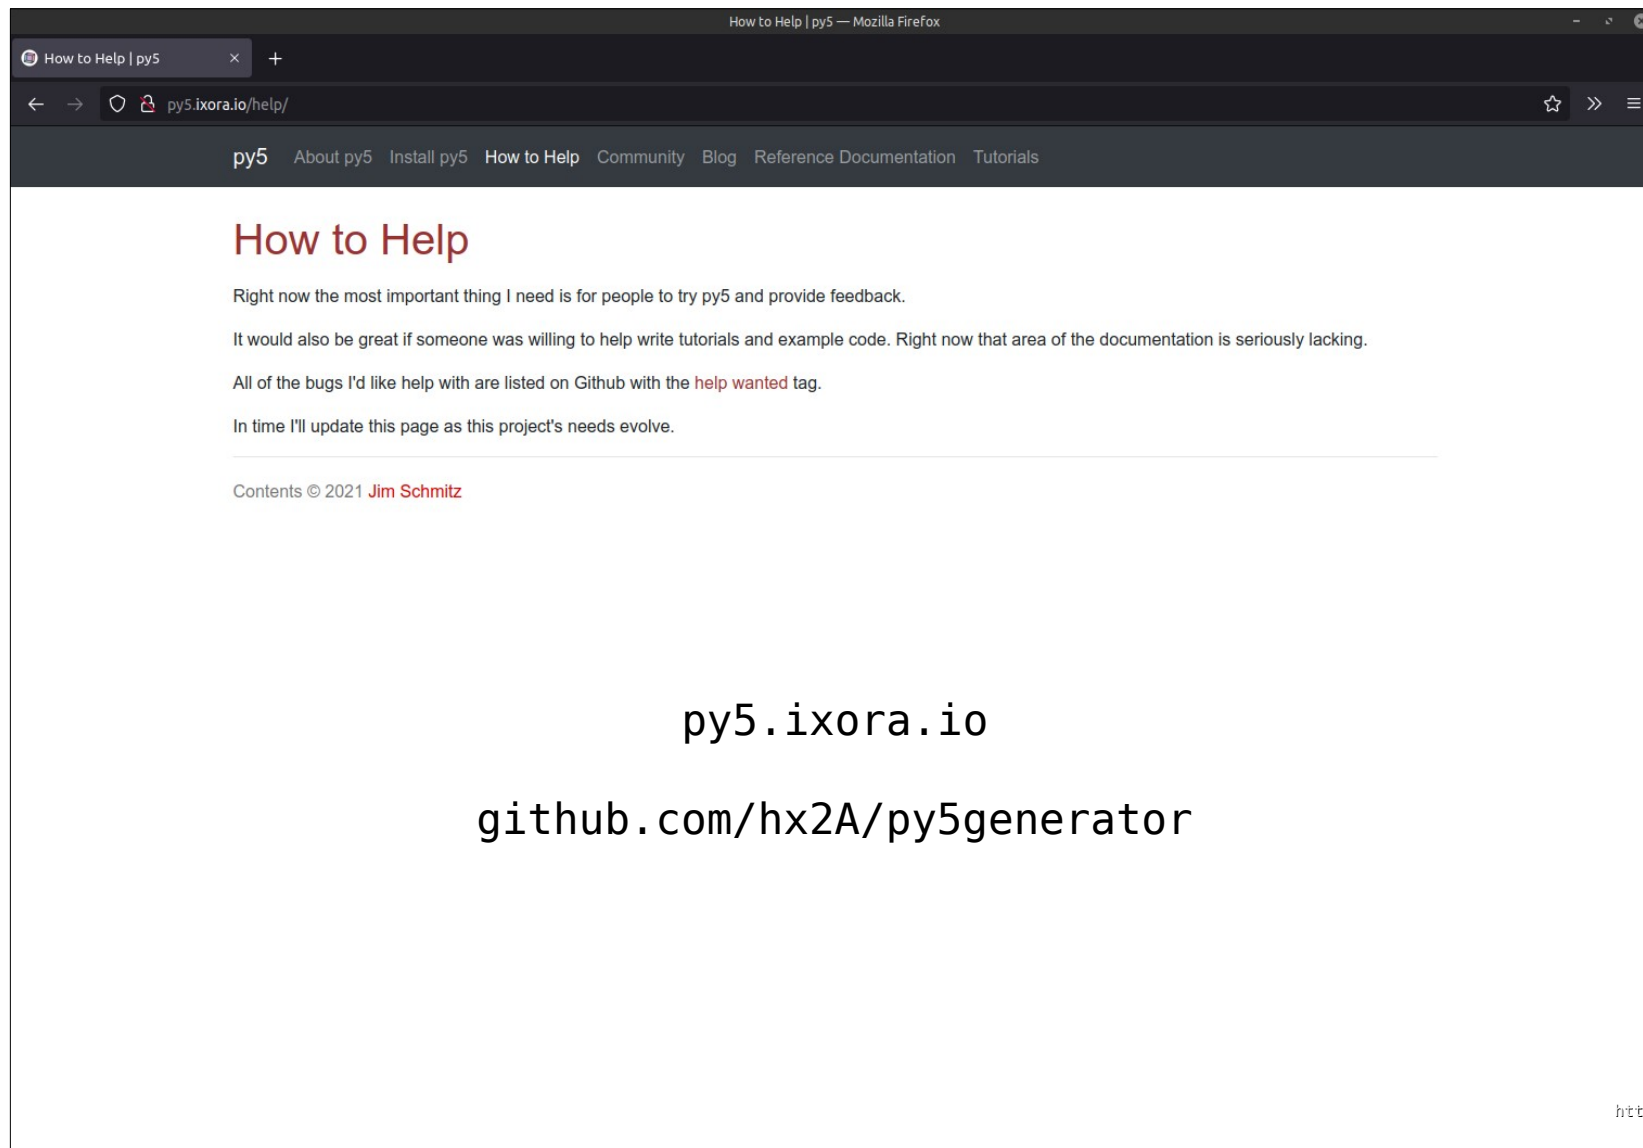 How to Help | py5 — Mozilla Firefox
How to Help | py5
py5.ixora.io/help/
py5 About py5 Install py5 How to Help Community Blog Reference Documentation Tutorials
How to Help
Right now the most important thing I need is for people to try py5 and provide feedback.
It would also be great if someone was willing to help write tutorials and example code. Right now that area of the documentation is seriously lacking.
All of the bugs I'd like help with are listed on Github with the help wanted tag.
In time I'll update this page as this project's needs evolve.
Contents © 2021 Jim Schmitz
py5.ixora.io
github.com/hx2A/py5generator
htt